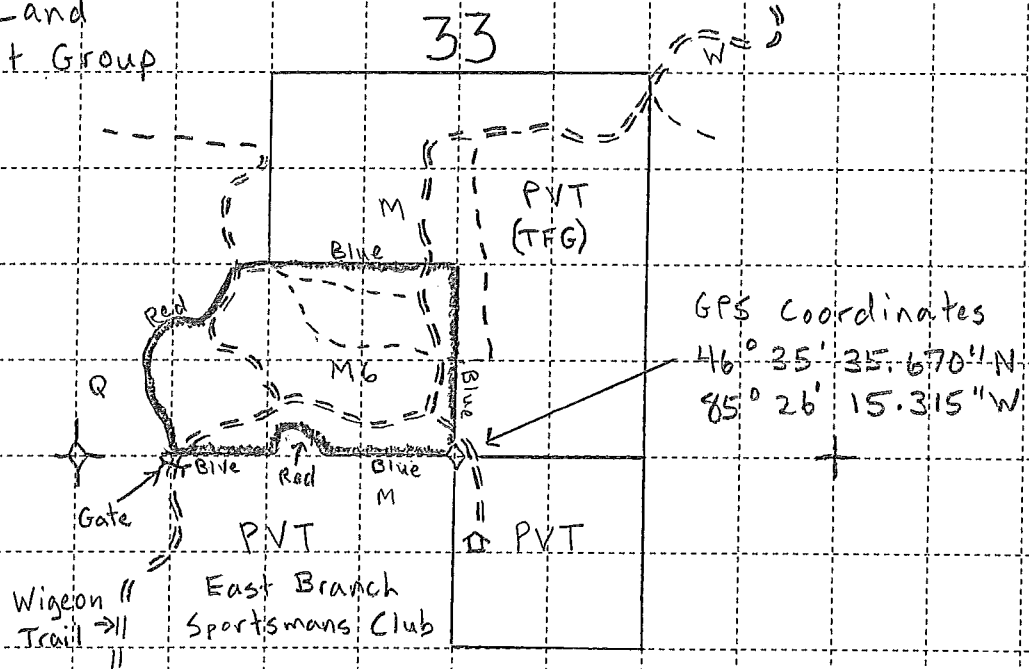 and
t Group
33
W
M
PVT
(TFG)
Blue
Red
GPS Coordinates
46° 35' 35.670" N
85° 26' 15.315" W
Q
M6
Blue
Blue
Red
Blue
M
Gate
PVT
PVT
Wigeon
Trail
East Branch
Sportsmans Club